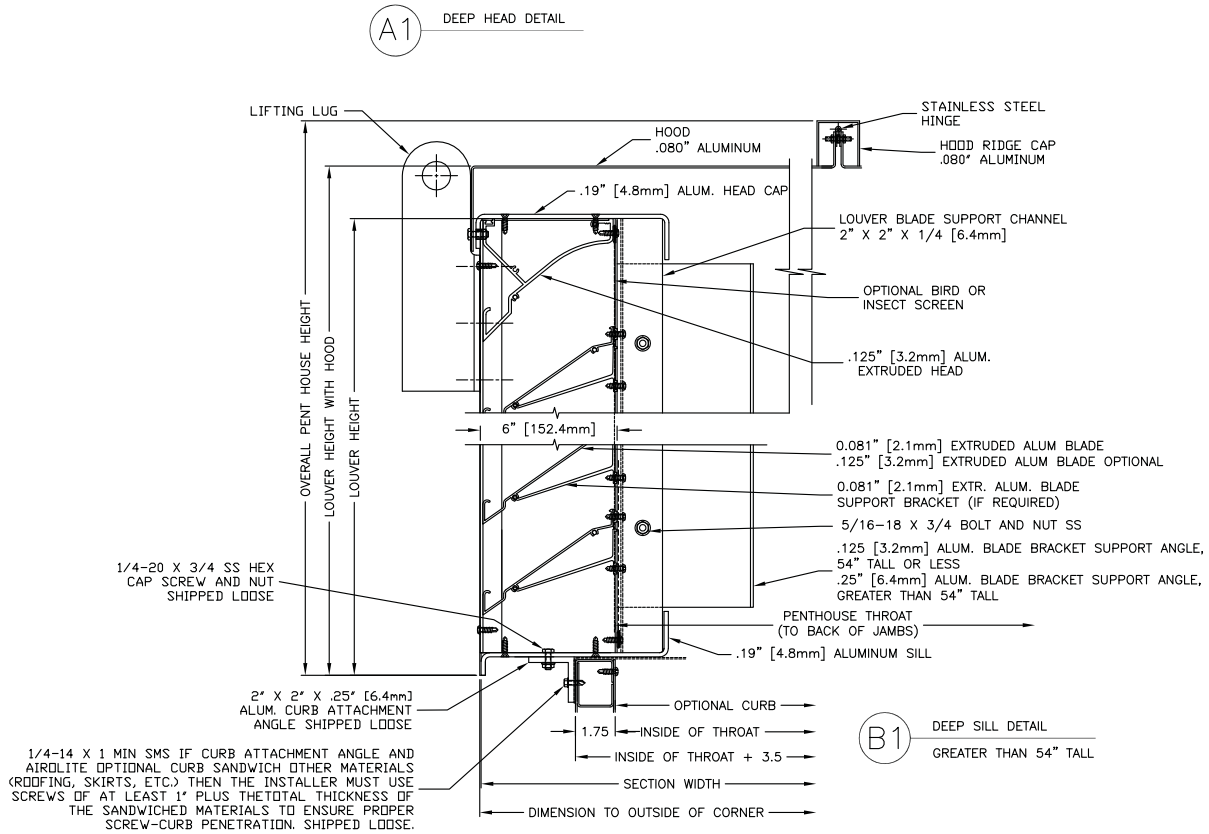 A1
DEEP HEAD DETAIL
LIFTING LUG
HOOD
.080" ALUMINUM
STAINLESS STEEL
HINGE
HOOD RIDGE CAP
.080" ALUMINUM
.19" [4.8mm] ALUM. HEAD CAP
LOUVER BLADE SUPPORT CHANNEL
2" X 2" X 1/4 [6.4mm]
OPTIONAL BIRD OR
INSECT SCREEN
.125" [3.2mm] ALUM.
EXTRUDED HEAD
OVERALL PENT HOUSE HEIGHT
LOUVER HEIGHT WITH HOOD
LOUVER HEIGHT
6" [152.4mm]
0.081" [2.1mm] EXTRUDED ALUM BLADE
.125" [3.2mm] EXTRUDED ALUM BLADE OPTIONAL
0.081" [2.1mm] EXTR. ALUM. BLADE
SUPPORT BRACKET (IF REQUIRED)
5/16-18 X 3/4 BOLT AND NUT SS
.125 [3.2mm] ALUM. BLADE BRACKET SUPPORT ANGLE,
54" TALL OR LESS
.25" [6.4mm] ALUM. BLADE BRACKET SUPPORT ANGLE,
GREATER THAN 54" TALL
1/4-20 X 3/4 SS HEX
CAP SCREW AND NUT
SHIPPED LOOSE
PENTHOUSE THROAT
(TO BACK OF JAMBS)
.19" [4.8mm] ALUMINUM SILL
2" X 2" X .25" [6.4mm]
ALUM. CURB ATTACHMENT
ANGLE SHIPPED LOOSE
OPTIONAL CURB
1.75
INSIDE OF THROAT
INSIDE OF THROAT + 3.5
SECTION WIDTH
DIMENSION TO OUTSIDE OF CORNER
B1
DEEP SILL DETAIL
GREATER THAN 54" TALL
1/4-14 X 1 MIN SMS IF CURB ATTACHMENT ANGLE AND
AIROLITE OPTIONAL CURB SANDWICH OTHER MATERIALS
(ROOFING, SKIRTS, ETC.) THEN THE INSTALLER MUST USE
SCREWS OF AT LEAST 1" PLUS THETOTAL THICKNESS OF
THE SANDWICHED MATERIALS TO ENSURE PROPER
SCREW-CURB PENETRATION. SHIPPED LOOSE.